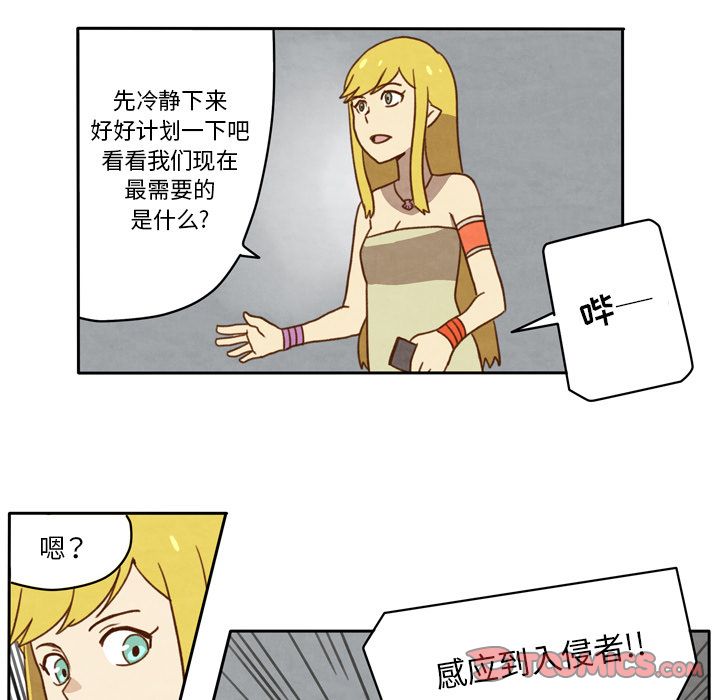 先冷静下来
好好计划一下吧
看看我们现在
最需要的
是什么?
哔──
嗯？
感应到入侵者!!
TOOMICS.COM